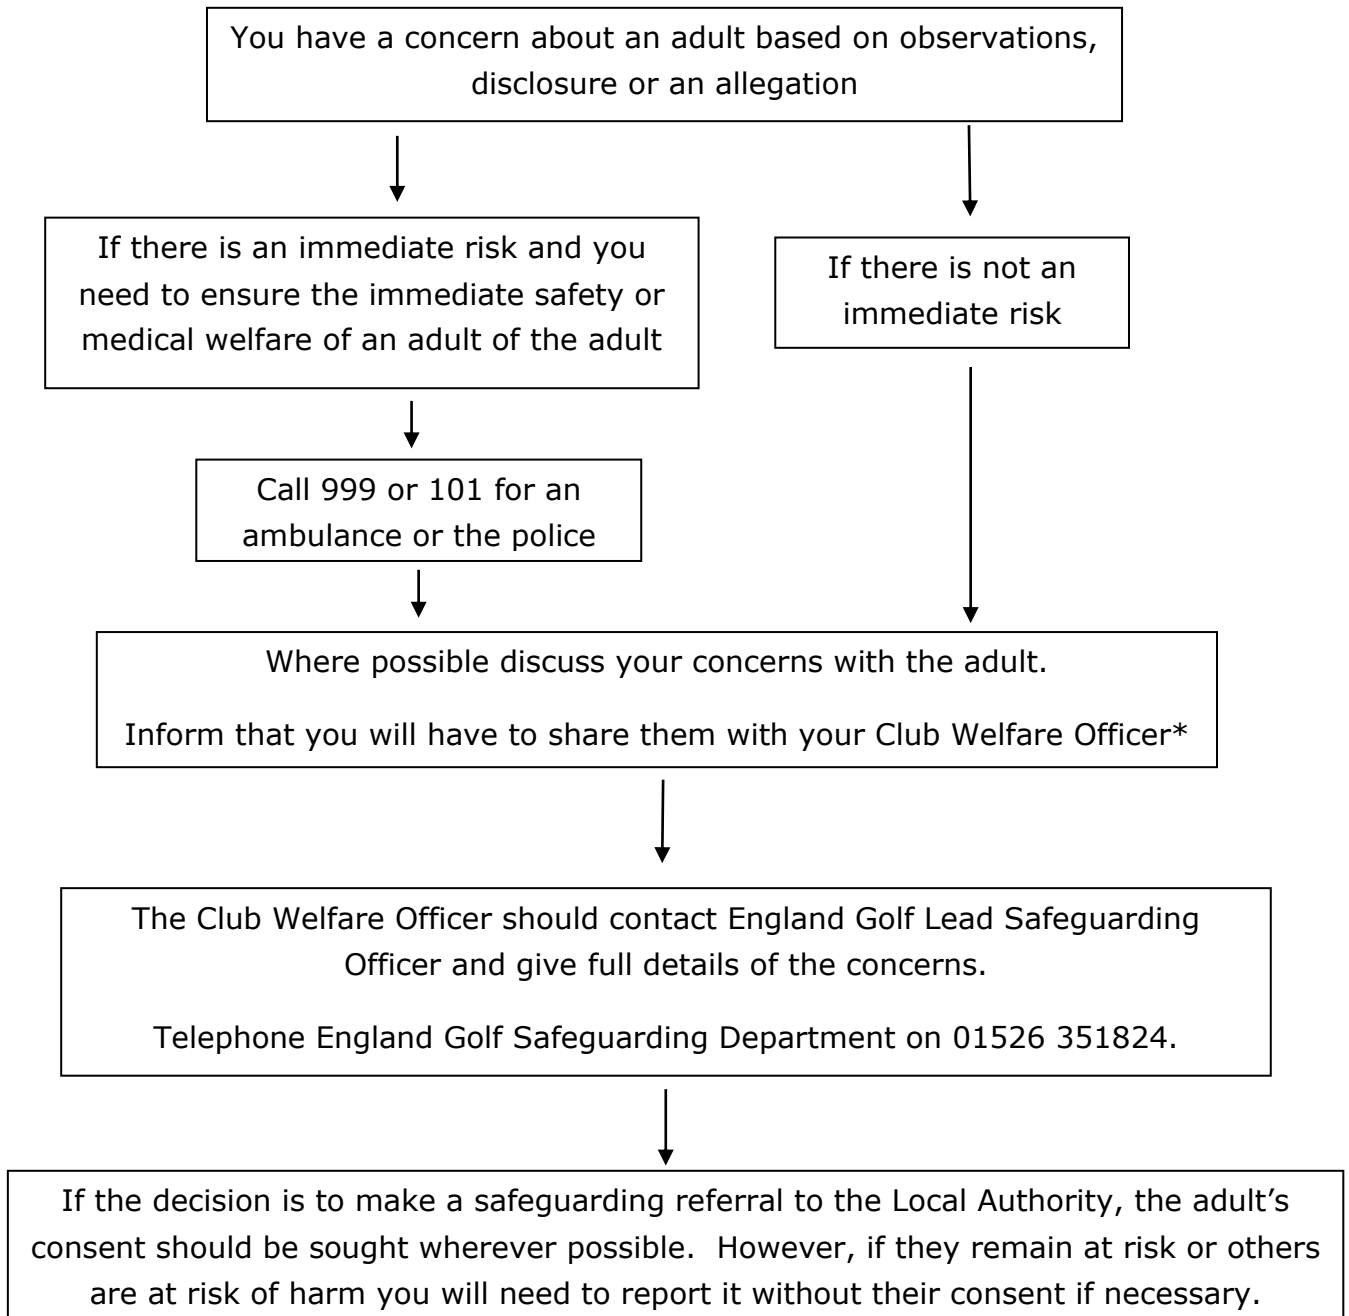 You have a concern about an adult based on observations,
disclosure or an allegation
If there is an immediate risk and you
need to ensure the immediate safety or
medical welfare of an adult of the adult
If there is not an
immediate risk
Call 999 or 101 for an
ambulance or the police
Where possible discuss your concerns with the adult.
Inform that you will have to share them with your Club Welfare Officer*
The Club Welfare Officer should contact England Golf Lead Safeguarding
Officer and give full details of the concerns.
Telephone England Golf Safeguarding Department on 01526 351824.
If the decision is to make a safeguarding referral to the Local Authority, the adult’s
consent should be sought wherever possible.  However, if they remain at risk or others
are at risk of harm you will need to report it without their consent if necessary.